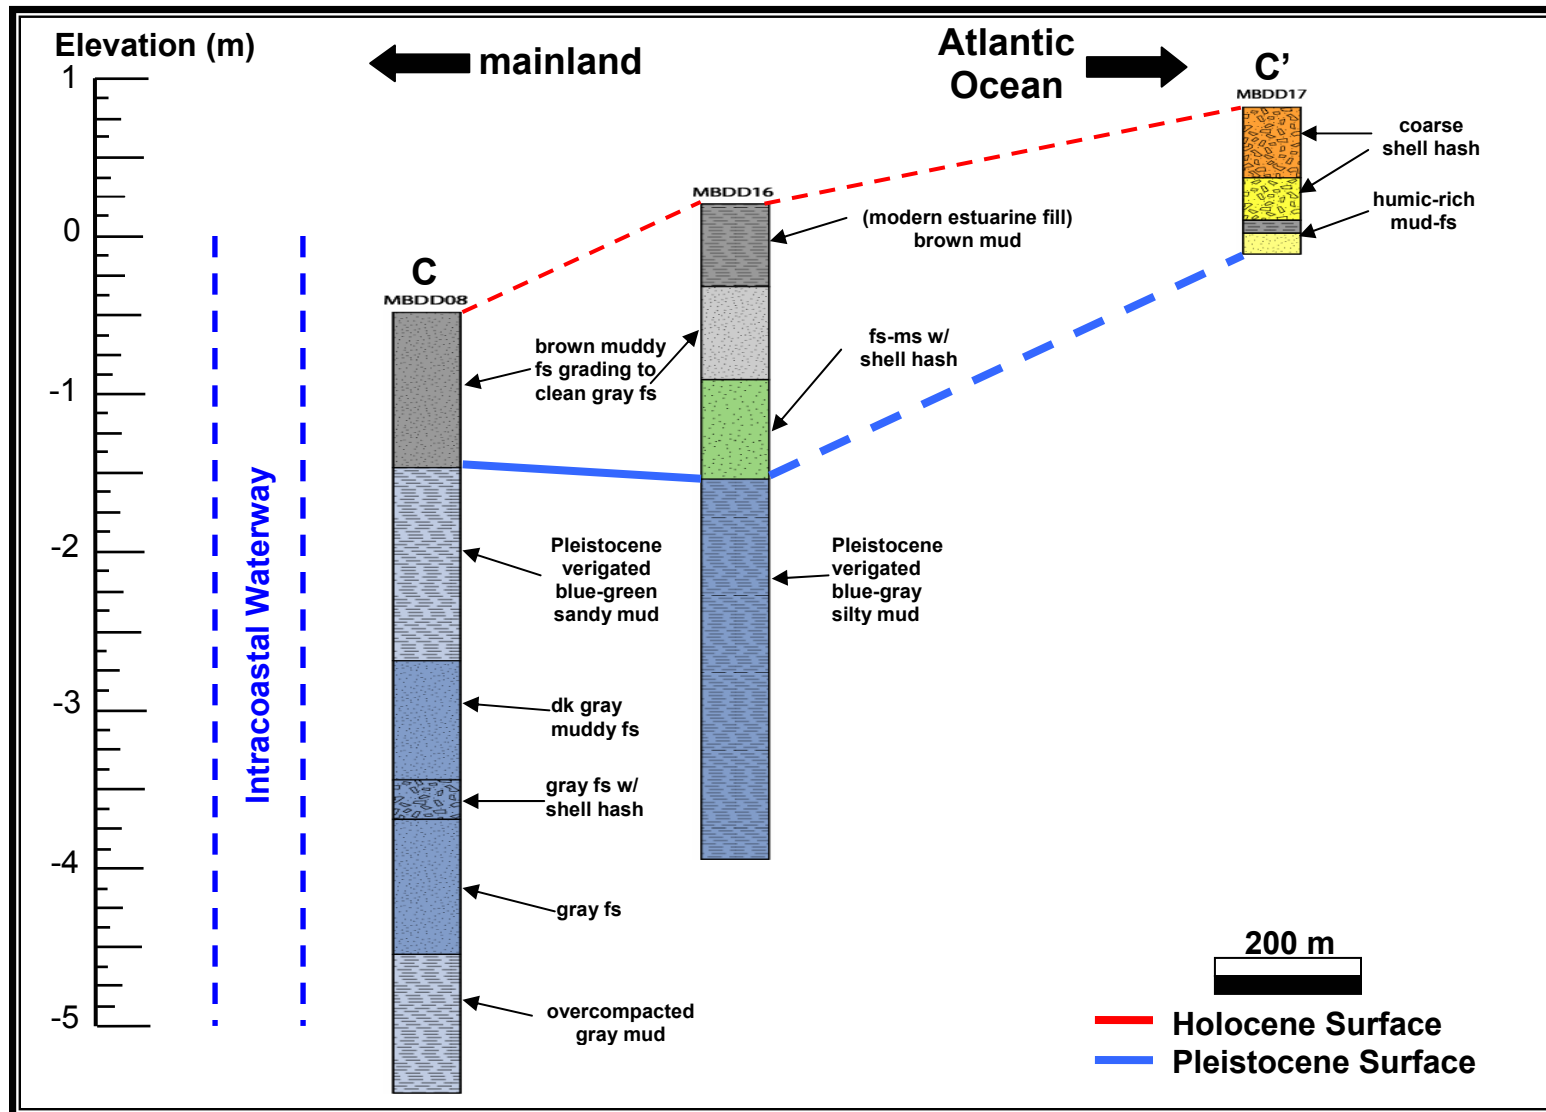 Elevation (m)
mainland
Atlantic
Ocean
C'
MBDD17
1
0
-1
-2
-3
-4
-5
Intracoastal Waterway
C
MBDD08
MBDD16
coarse
shell hash
humic-rich
mud-fs
(modern estuarine fill)
brown mud
brown muddy
fs grading to
clean gray fs
fs-ms w/
shell hash
Pleistocene
verigated
blue-green
sandy mud
Pleistocene
verigated
blue-gray
silty mud
dk gray
muddy fs
gray fs w/
shell hash
gray fs
overcompacted
gray mud
200 m
Holocene Surface
Pleistocene Surface